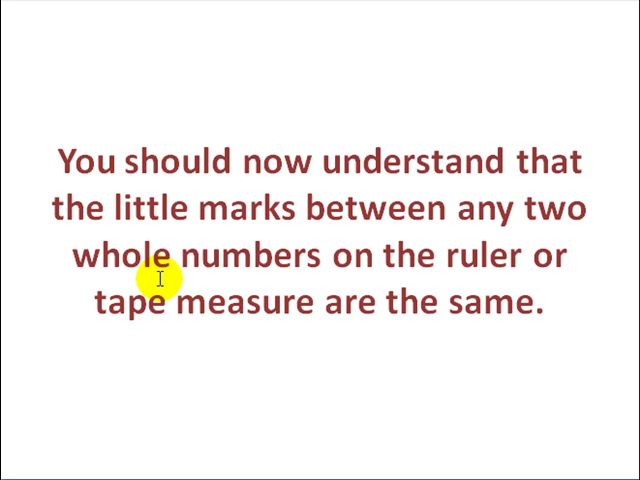 You should now understand that
the little marks between any two
whole numbers on the ruler or
tape measure are the same.